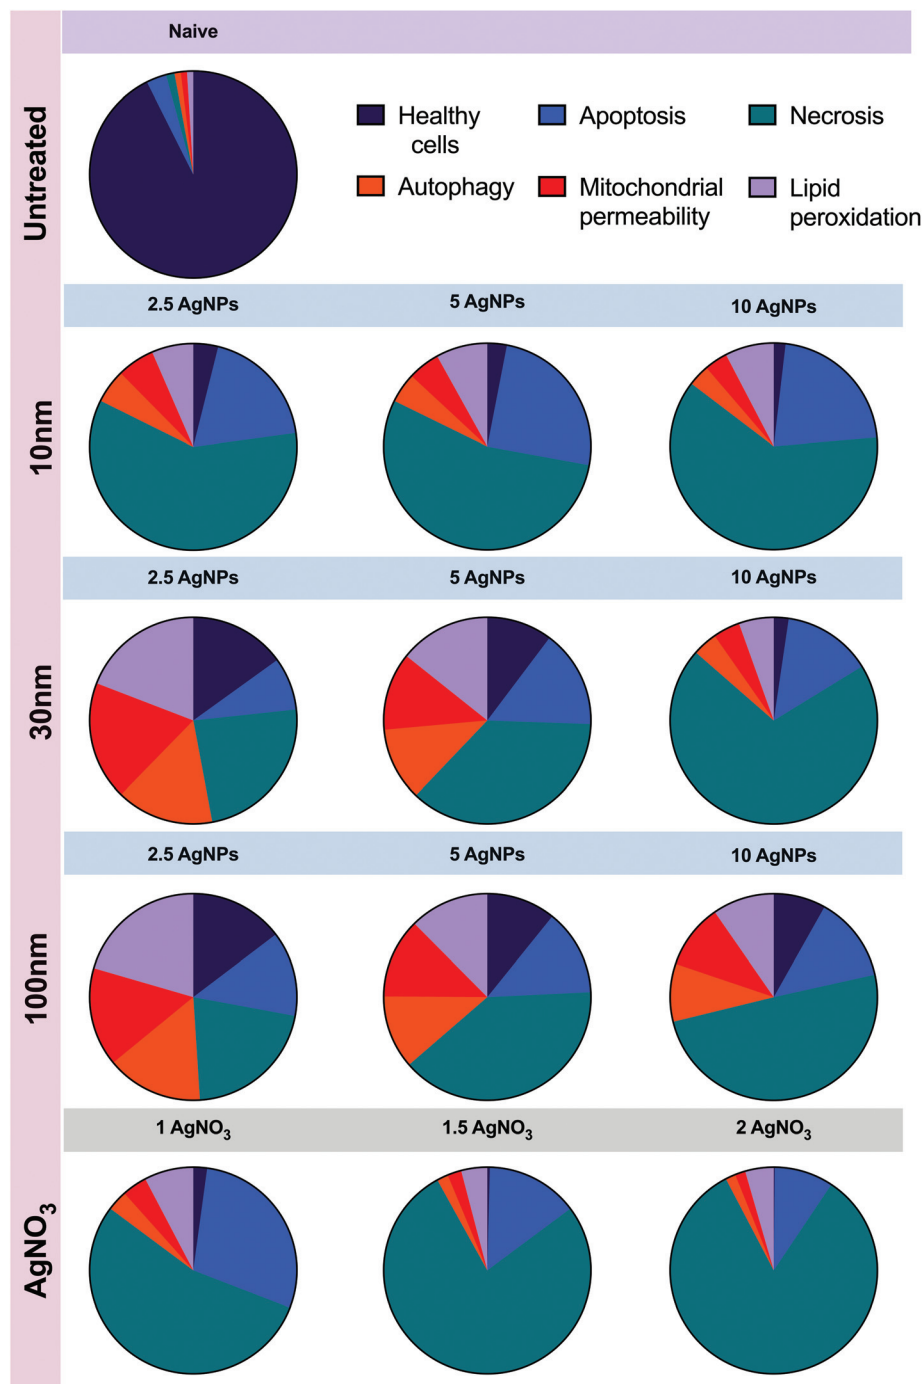 Naive
Untreated
Healthy
cells
Apoptosis
Necrosis
Autophagy
Mitochondrial
permeability
Lipid
peroxidation
2.5 AgNPs
5 AgNPs
10 AgNPs
10nm
2.5 AgNPs
5 AgNPs
10 AgNPs
30nm
2.5 AgNPs
5 AgNPs
10 AgNPs
100nm
1 AgNO₃
1.5 AgNO₃
2 AgNO₃
AgNO₃